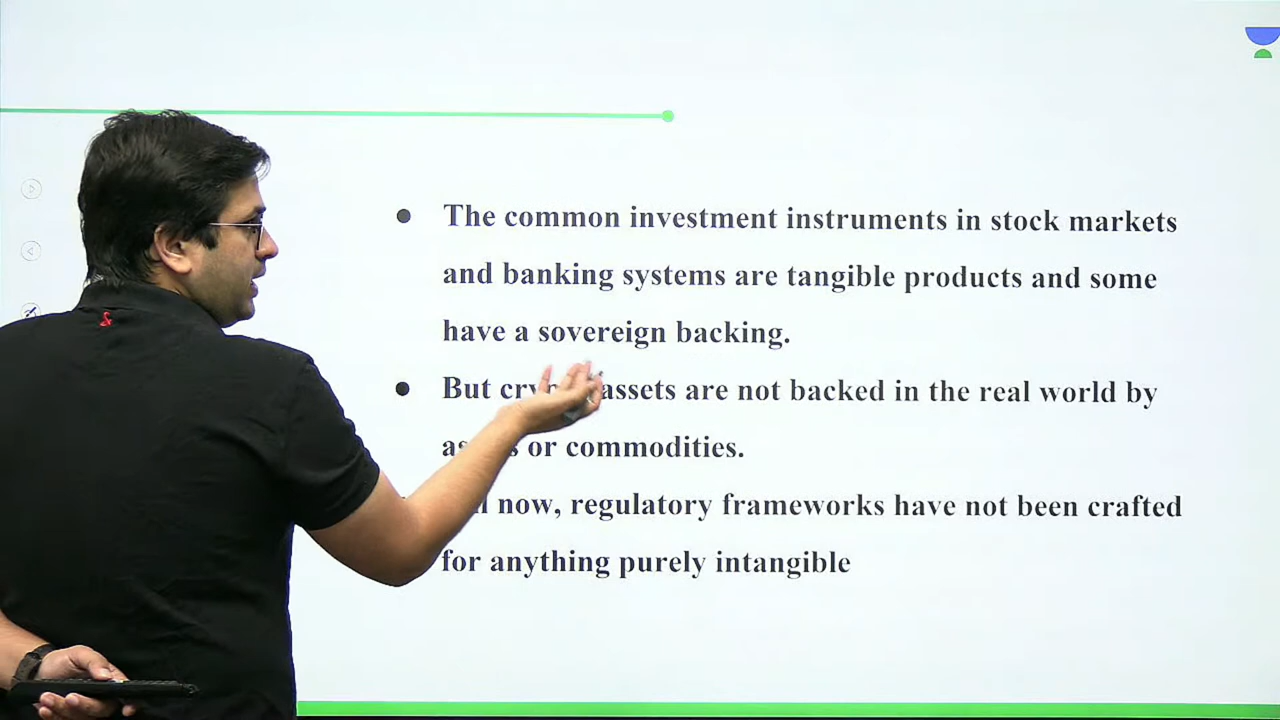 The common investment instruments in stock markets
and banking systems are tangible products and some
have a sovereign backing.
But assets are not backed in the real world by
or commodities.
now, regulatory frameworks have not been crafted
for anything purely intangible